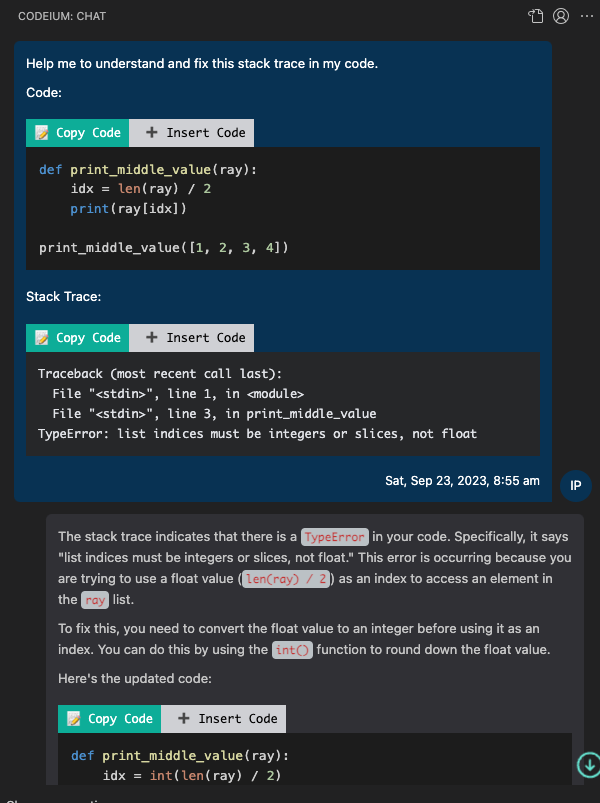 CODEIUM: CHAT
Help me to understand and fix this stack trace in my code.
Code:
Copy Code
Insert Code
def print_middle_value(ray):
    idx = len(ray) / 2
    print(ray[idx])
print_middle_value([1, 2, 3, 4])
Stack Trace:
Copy Code
Insert Code
Traceback (most recent call last):
  File "<stdin>", line 1, in <module>
  File "<stdin>", line 3, in print_middle_value
TypeError: list indices must be integers or slices, not float
Sat, Sep 23, 2023, 8:55 am
IP
The stack trace indicates that there is a TypeError in your code. Specifically, it says
"list indices must be integers or slices, not float." This error is occurring because you
are trying to use a float value (len(ray) / 2) as an index to access an element in
the ray list.
To fix this, you need to convert the float value to an integer before using it as an
index. You can do this by using the int() function to round down the float value.
Here's the updated code:
Copy Code
Insert Code
def print_middle_value(ray):
    idx = int(len(ray) / 2)